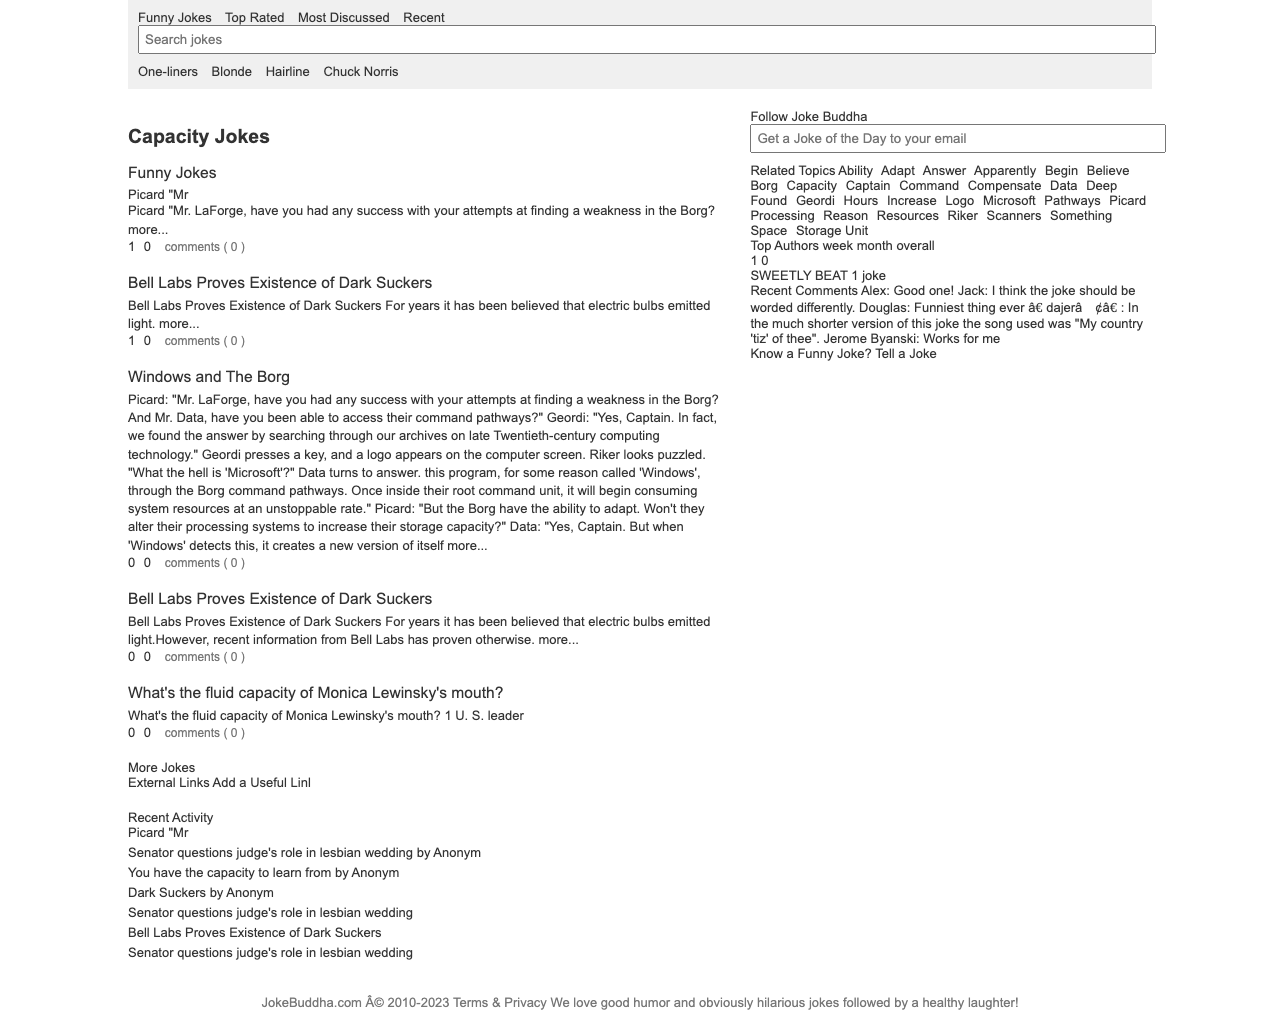 Funny Jokes Top Rated Most Discussed Recent
Search jokes
One-liners Blonde Hairline Chuck Norris
Capacity Jokes
Funny Jokes
Picard "Mr
Picard "Mr. LaForge, have you had any success with your attempts at finding a weakness in the Borg?
more...
1 0 comments ( 0 )
Bell Labs Proves Existence of Dark Suckers
Bell Labs Proves Existence of Dark Suckers For years it has been believed that electric bulbs emitted
light. more...
1 0 comments ( 0 )
Windows and The Borg
Picard: "Mr. LaForge, have you had any success with your attempts at finding a weakness in the Borg?
And Mr. Data, have you been able to access their command pathways?" Geordi: "Yes, Captain. In fact,
we found the answer by searching through our archives on late Twentieth-century computing
technology." Geordi presses a key, and a logo appears on the computer screen. Riker looks puzzled.
"What the hell is 'Microsoft'?" Data turns to answer. this program, for some reason called 'Windows',
through the Borg command pathways. Once inside their root command unit, it will begin consuming
system resources at an unstoppable rate." Picard: "But the Borg have the ability to adapt. Won't they
alter their processing systems to increase their storage capacity?" Data: "Yes, Captain. But when
'Windows' detects this, it creates a new version of itself more...
0 0 comments ( 0 )
Bell Labs Proves Existence of Dark Suckers
Bell Labs Proves Existence of Dark Suckers For years it has been believed that electric bulbs emitted
light.However, recent information from Bell Labs has proven otherwise. more...
0 0 comments ( 0 )
What's the fluid capacity of Monica Lewinsky's mouth?
What's the fluid capacity of Monica Lewinsky's mouth? 1 U. S. leader
0 0 comments ( 0 )
More Jokes
External Links Add a Useful Linl
Recent Activity
Picard "Mr
Senator questions judge's role in lesbian wedding by Anonym
You have the capacity to learn from by Anonym
Dark Suckers by Anonym
Senator questions judge's role in lesbian wedding
Bell Labs Proves Existence of Dark Suckers
Senator questions judge's role in lesbian wedding
Follow Joke Buddha
Get a Joke of the Day to your email
Related Topics Ability Adapt Answer Apparently Begin Believe
Borg Capacity Captain Command Compensate Data Deep
Found Geordi Hours Increase Logo Microsoft Pathways Picard
Processing Reason Resources Riker Scanners Something
Space Storage Unit
Top Authors week month overall
1 0
SWEETLY BEAT 1 joke
Recent Comments Alex: Good one! Jack: I think the joke should be
worded differently. Douglas: Funniest thing ever â€ dajerâ ¢â€ : In
the much shorter version of this joke the song used was "My country
'tiz' of thee". Jerome Byanski: Works for me
Know a Funny Joke? Tell a Joke
JokeBuddha.com Â© 2010-2023 Terms & Privacy We love good humor and obviously hilarious jokes followed by a healthy laughter!